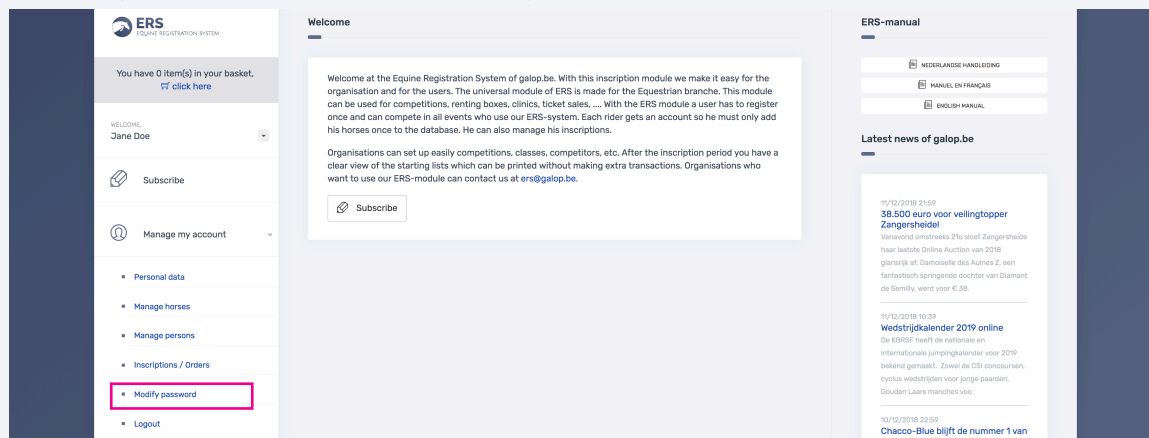 ERS
EQUINE REGISTRATION SYSTEM
You have 0 item(s) in your basket,
click here
WELCOME,
Jane Doe
Subscribe
Manage my account
Personal data
Manage horses
Manage persons
Inscriptions / Orders
Modify password
Logout
Welcome
Welcome at the Equine Registration System of galop.be. With this inscription module we make it easy for the
organisation and for the users. The universal module of ERS is made for the Equestrian branche. This module
can be used for competitions, renting boxes, clinics, ticket sales, .... With the ERS module a user has to register
once and can compete in all events who use our ERS-system. Each rider gets an account so he must only add
his horses once to the database. He can also manage his inscriptions.
Organisations can set up easily competitions, classes, competitors, etc. After the inscription period you have a
clear view of the starting lists which can be printed without making extra transactions. Organisations who
want to use our ERS-module can contact us at ers@galop.be.
Subscribe
ERS-manual
NEDERLANDSE HANDLEIDING
MANUEL EN FRANÇAIS
ENGLISH MANUAL
Latest news of galop.be
11/12/2018 21:59
38.500 euro voor veilingtopper
Zangersheide!
Vanavond omstreeks 21u sloot Zangersheide
haar laatste Online Auction van 2018
glansrijk af. Damoiselle des Aulnes Z, een
fantastisch springende dochter van Diamant
de Semilly, werd voor € 38.
11/12/2018 10:39
Wedstrijdkalender 2019 online
De KBRSF heeft de nationale en
internationale jumpingkalender voor 2019
bekend gemaakt. Zowel de CSI concoursen,
cyclus wedstrijden voor jonge paarden,
Gouden Laars manches voo
10/12/2018 22:59
Chacco-Blue blijft de nummer 1 van